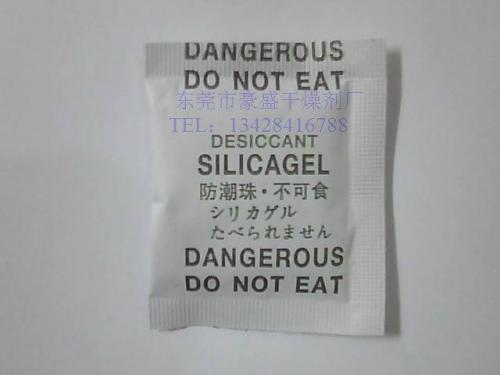 DANGEROUS
DO NOT EAT
东莞市豪盛干燥剂厂
TEL：13428416788
DESICCANT
SILICAGEL
防潮珠·不可食
シリカゲル
たべられません
DANGEROUS
DO NOT EAT